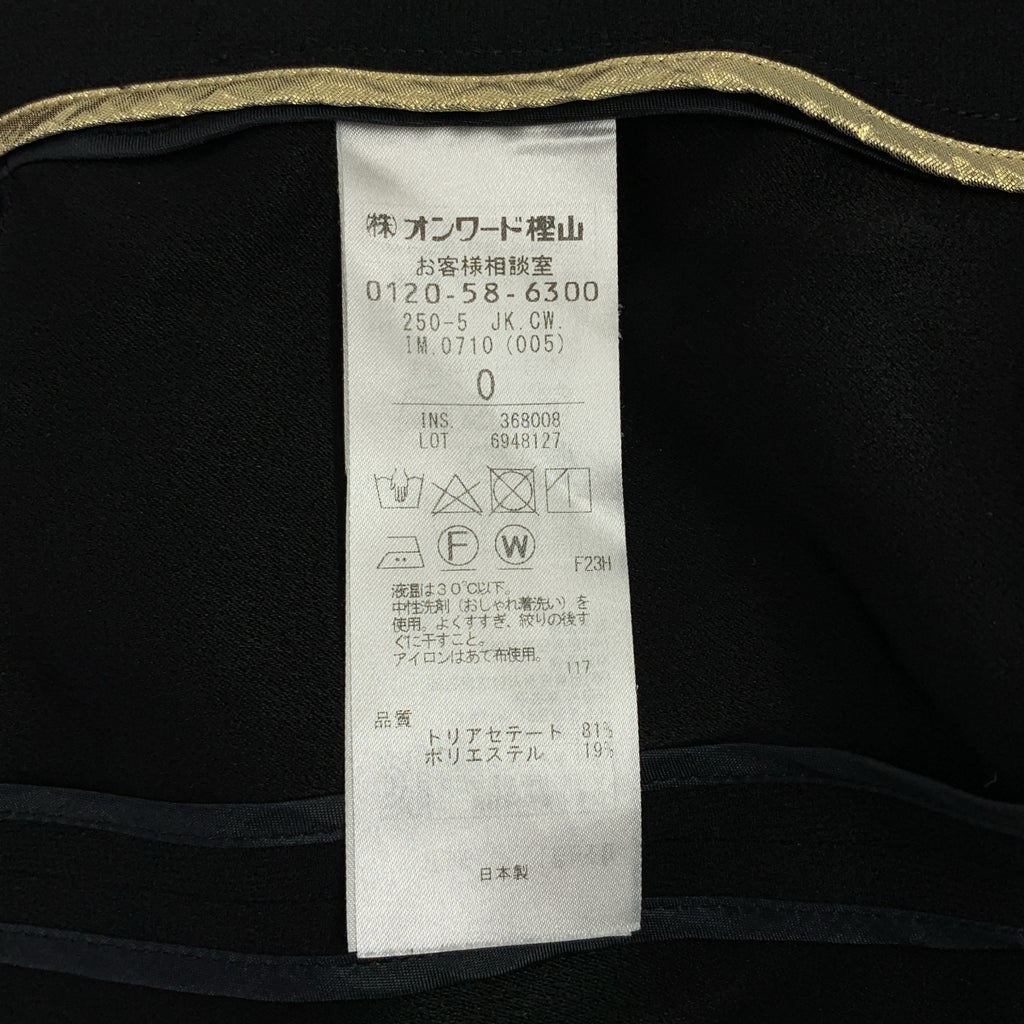 ㈱オンワード樫山
お客様相談室
0120-58-6300
250-5 JK.CW.
IM.0710 (005)
0
INS. 368008
LOT 6948127
F W
F23H
液温は30℃以下。
中性洗剤（おしゃれ着洗い）を
使用。よくすすぎ、絞りの後す
ぐに干すこと。
アイロンはあて布使用。
117
品質
トリアセテート 81%
ポリエステル 19%
日本製